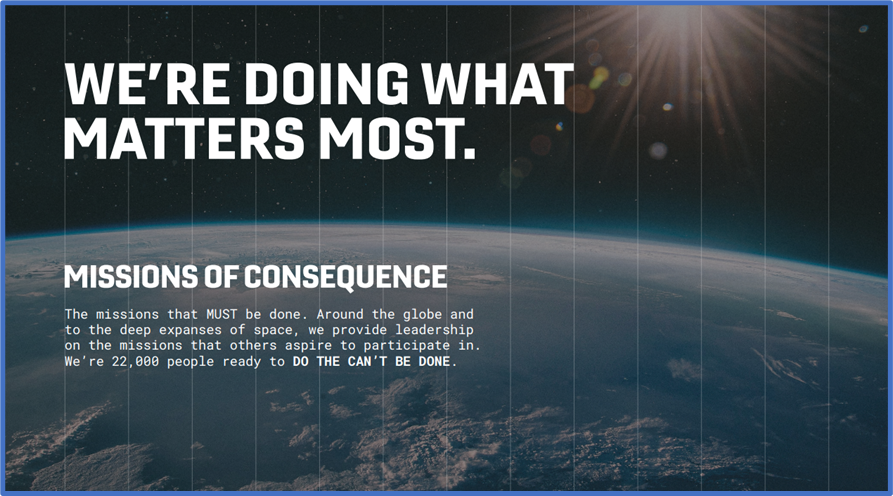 WE’RE DOING WHAT
MATTERS MOST.
MISSIONS OF CONSEQUENCE
The missions that MUST be done. Around the globe and
to the deep expanses of space, we provide leadership
on the missions that others aspire to participate in.
We’re 22,000 people ready to DO THE CAN’T BE DONE.